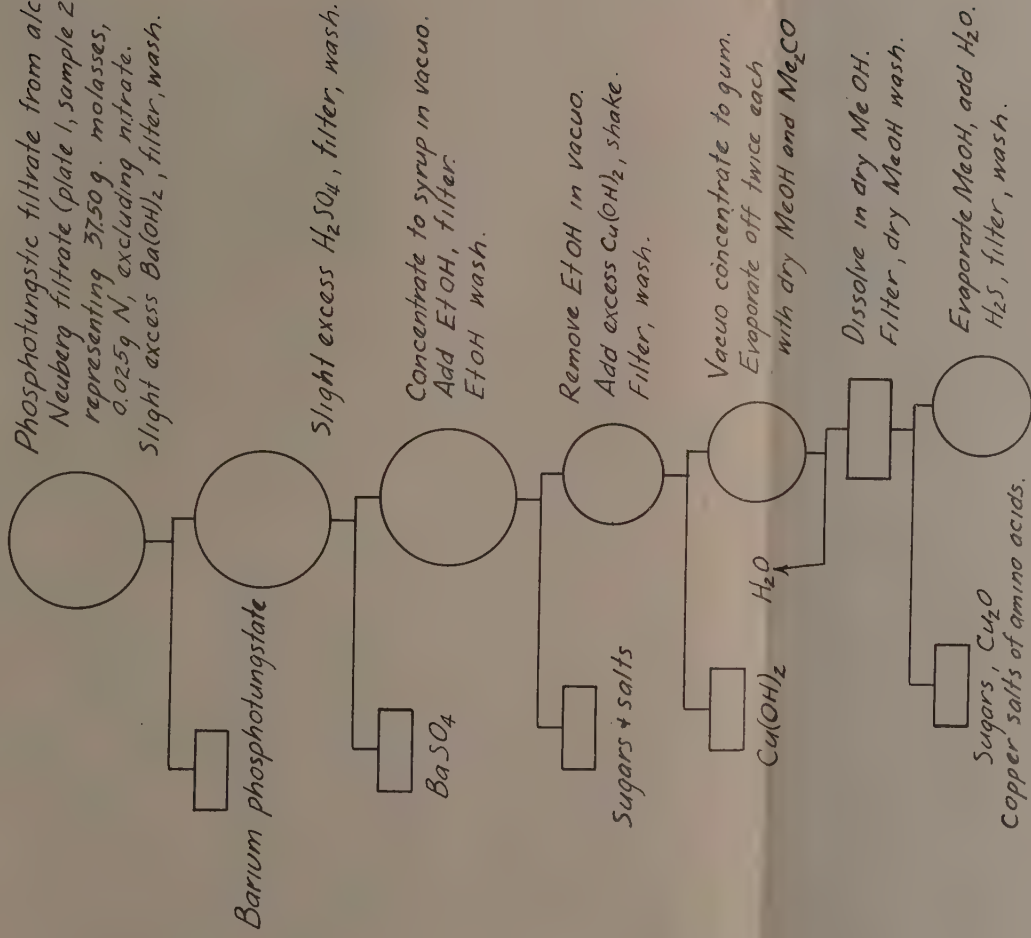 Phosphotungstic filtrate from alc
Neuberg filtrate (plate 1, sample 2
representing 37.50 g. molasses,
0.025g N, excluding nitrate.
Slight excess Ba(OH)2, filter, wash.
Barium phosphotungstate
Slight excess H2SO4, filter, wash.
BaSO4
Concentrate to syrup in vacuo.
Add EtOH, filter.
EtOH wash.
Sugars + salts
Remove EtOH in vacuo.
Add excess Cu(OH)2, shake.
Filter, wash.
Cu(OH)2
Vacuo concentrate to gum.
Evaporate off twice each
with dry MeOH and Me2CO
H2O
Dissolve in dry MeOH.
Filter, dry MeOH wash.
Sugars, Cu2O
Copper salts of amino acids.
Evaporate MeOH, add H2O.
H2S, filter, wash.